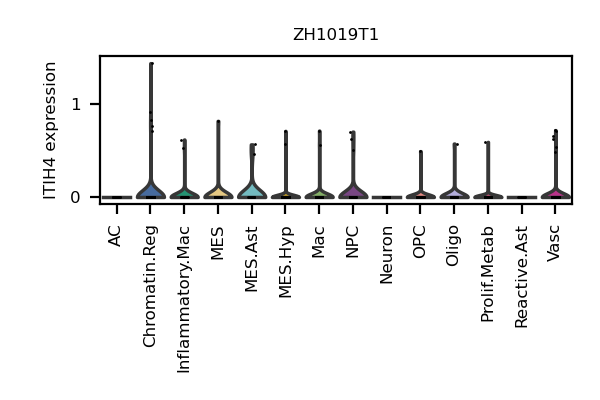 ZH1019T1
ITIH4 expression
1
0
AC
Chromatin.Reg
Inflammatory.Mac
MES
MES.Ast
MES.Hyp
Mac
NPC
Neuron
OPC
Oligo
Prolif.Metab
Reactive.Ast
Vasc